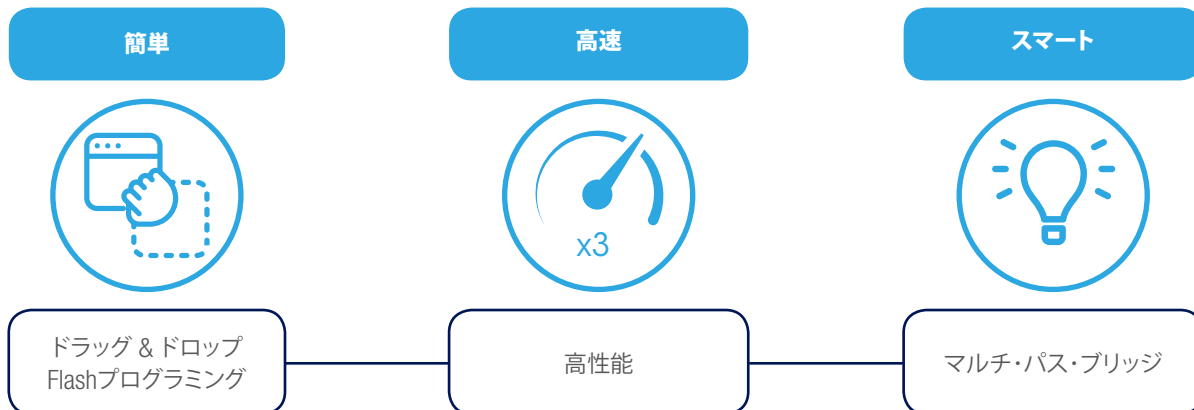 簡単
高速
スマート
x3
ドラッグ & ドロップ
Flashプログラミング
高性能
マルチ・パス・ブリッジ